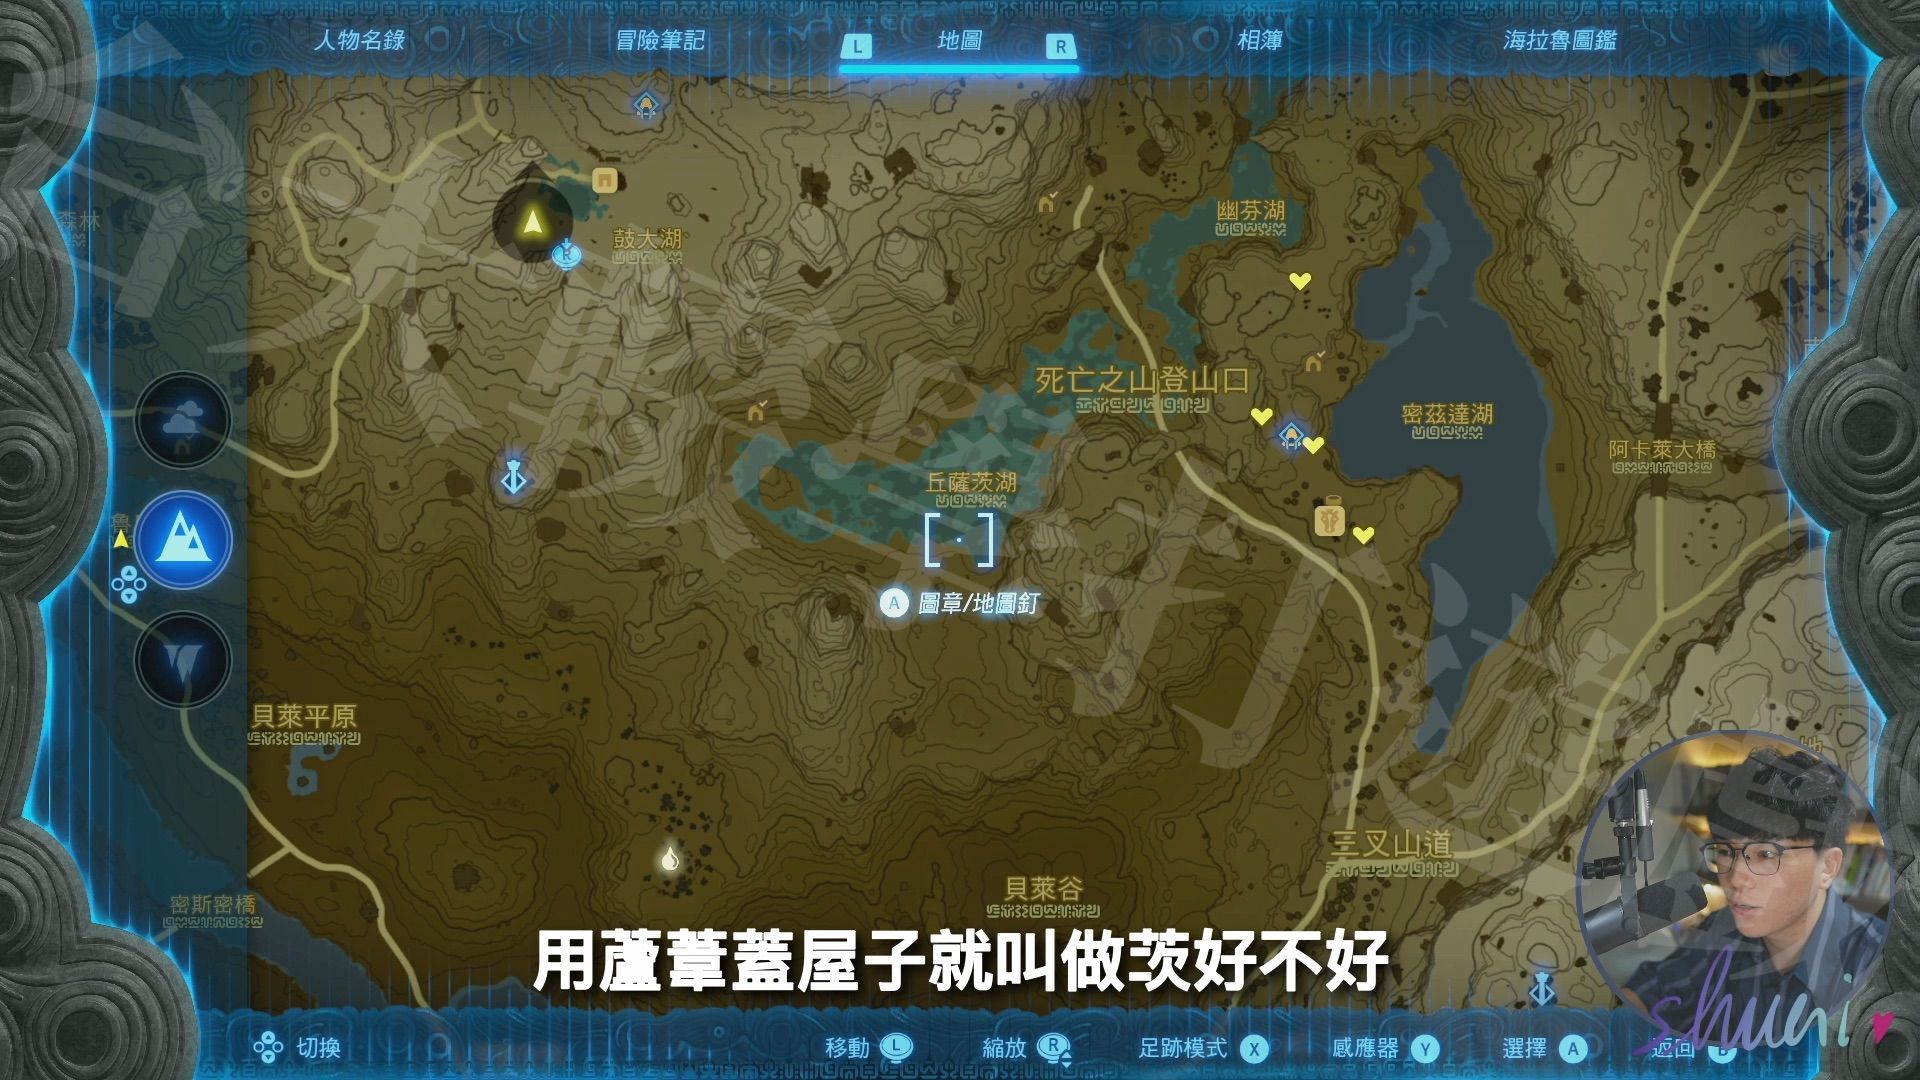 人物名錄
冒險筆記
L
地圖
R
相簿
海拉魯圖鑑
森林
鼓大湖
R
幽芬湖
死亡之山登山口
密茲達湖
阿卡萊大橋
丘薩茨湖
A 圖章/地圖釘
貝萊平原
三叉山道
貝萊谷
密斯密橋
用蘆葦蓋屋子就叫做茨好不好
切換
移動 L
縮放 R
足跡模式 X
感應器 Y
選擇 A
返回 B
shuni